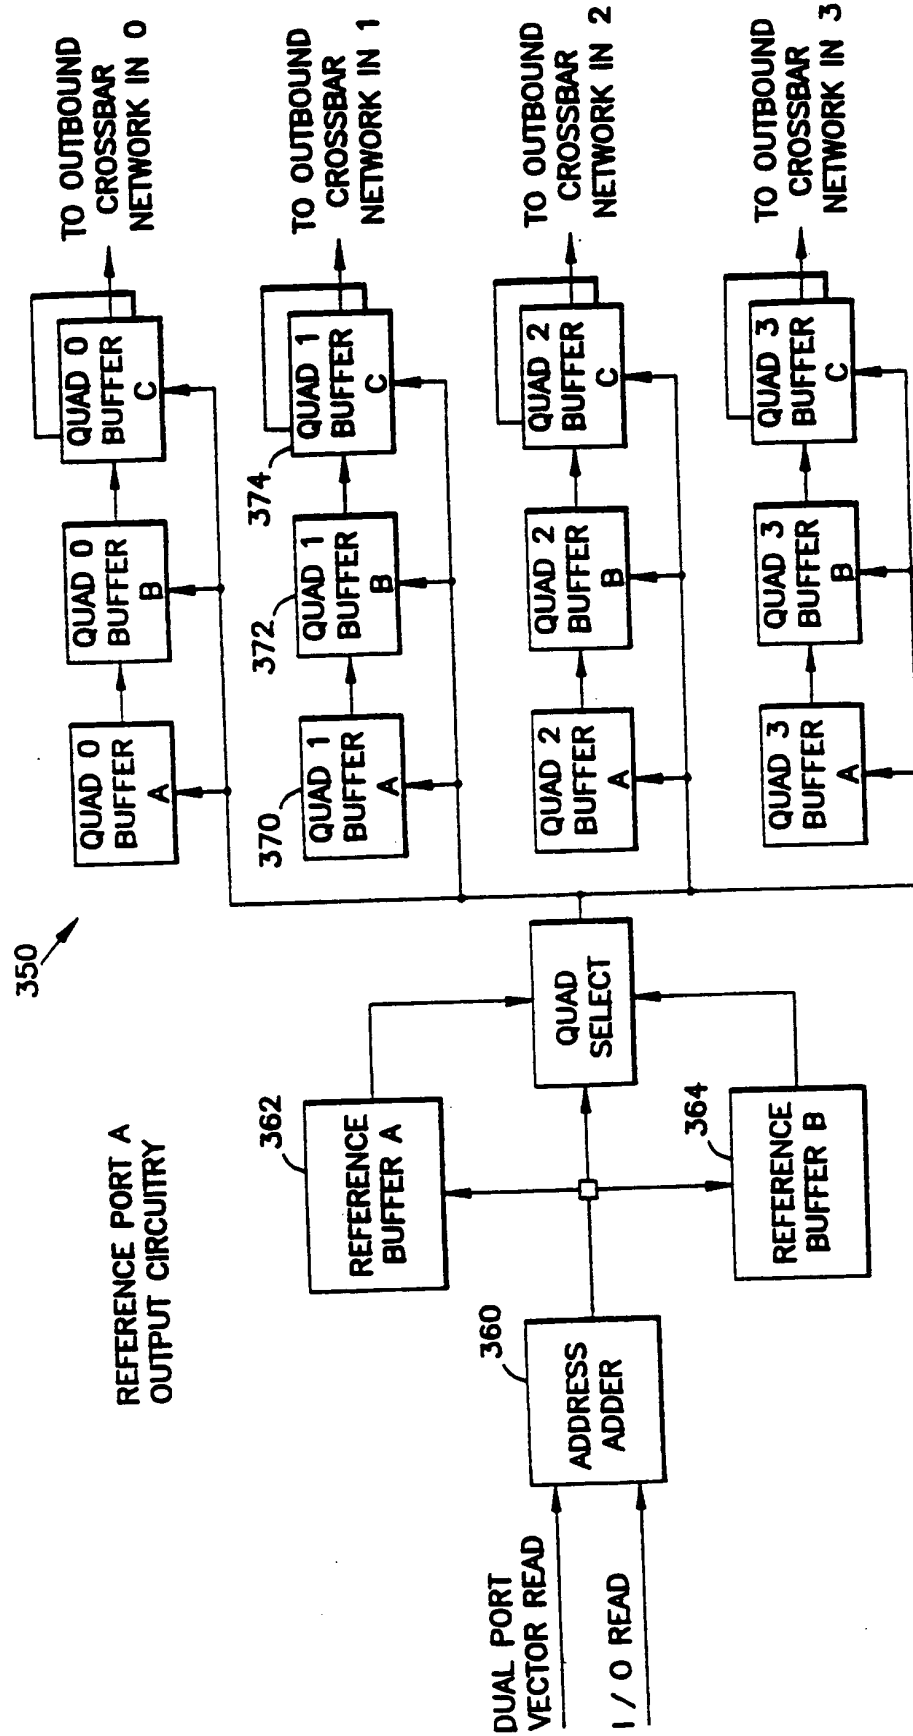 REFERENCE PORT A
OUTPUT CIRCUITRY
350
DUAL PORT
VECTOR READ
I / O READ
360
ADDRESS
ADDER
362
REFERENCE
BUFFER A
364
REFERENCE
BUFFER B
QUAD
SELECT
QUAD 0
BUFFER
A
QUAD 0
BUFFER
B
QUAD 0
BUFFER
C
TO OUTBOUND
CROSSBAR
NETWORK IN 0
370
QUAD 1
BUFFER
A
372
QUAD 1
BUFFER
B
374
QUAD 1
BUFFER
C
TO OUTBOUND
CROSSBAR
NETWORK IN 1
QUAD 2
BUFFER
A
QUAD 2
BUFFER
B
QUAD 2
BUFFER
C
TO OUTBOUND
CROSSBAR
NETWORK IN 2
QUAD 3
BUFFER
A
QUAD 3
BUFFER
B
QUAD 3
BUFFER
C
TO OUTBOUND
CROSSBAR
NETWORK IN 3